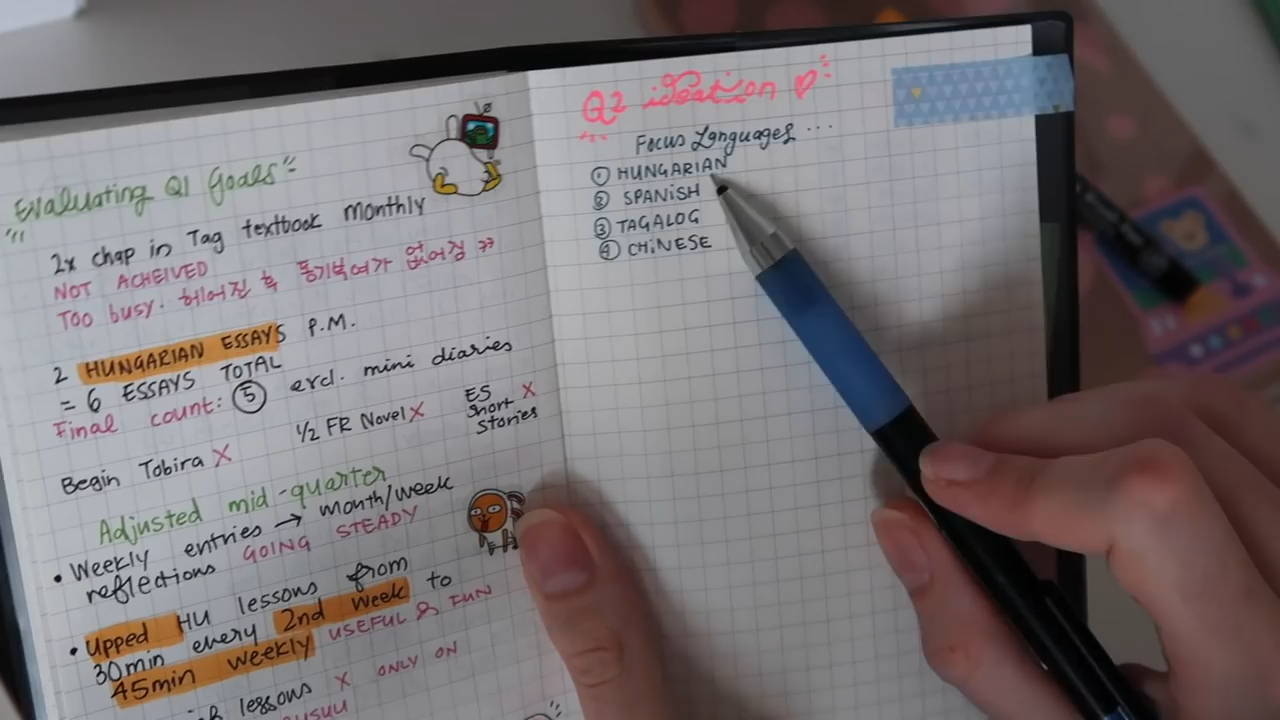 "Evaluating Q1 Goals"
2x chap in Tag textbook monthly
NOT ACHEIVED
TOO busy. 헤어진 후 동기부여가 없어짐 ㅋㅋ
2 HUNGARIAN ESSAYS P.M.
= 6 ESSAYS TOTAL
Final count: 5 excl. mini diaries
Begin Tobira X
1/2 FR Novel X
ES Short X
Stories
Adjusted mid-quarter
• Weekly entries → month/week
reflections GOING STEADY
• Upped HU lessons from
30min every 2nd week to
45min weekly USEFUL & FUN
lessons X ONLY ON
Q2 ideation ♡
Focus Languages ...
① HUNGARIAN
② SPANISH
③ TAGALOG
④ CHINESE